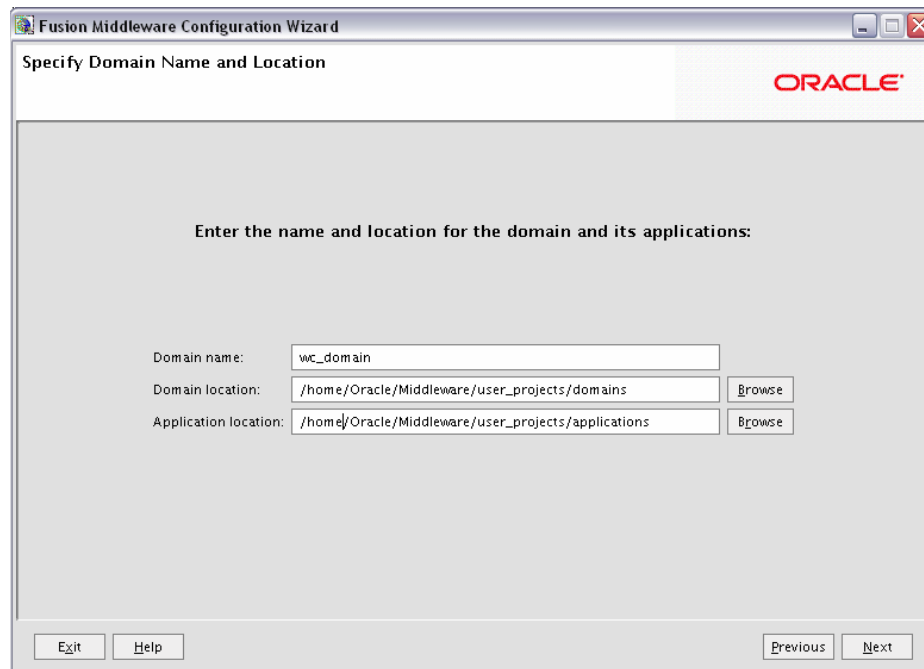 Fusion Middleware Configuration Wizard
Specify Domain Name and Location
ORACLE
Enter the name and location for the domain and its applications:
Domain name: wc_domain
Domain location: /home/Oracle/Middleware/user_projects/domains Browse
Application location: /home/Oracle/Middleware/user_projects/applications Browse
Exit Help Previous Next